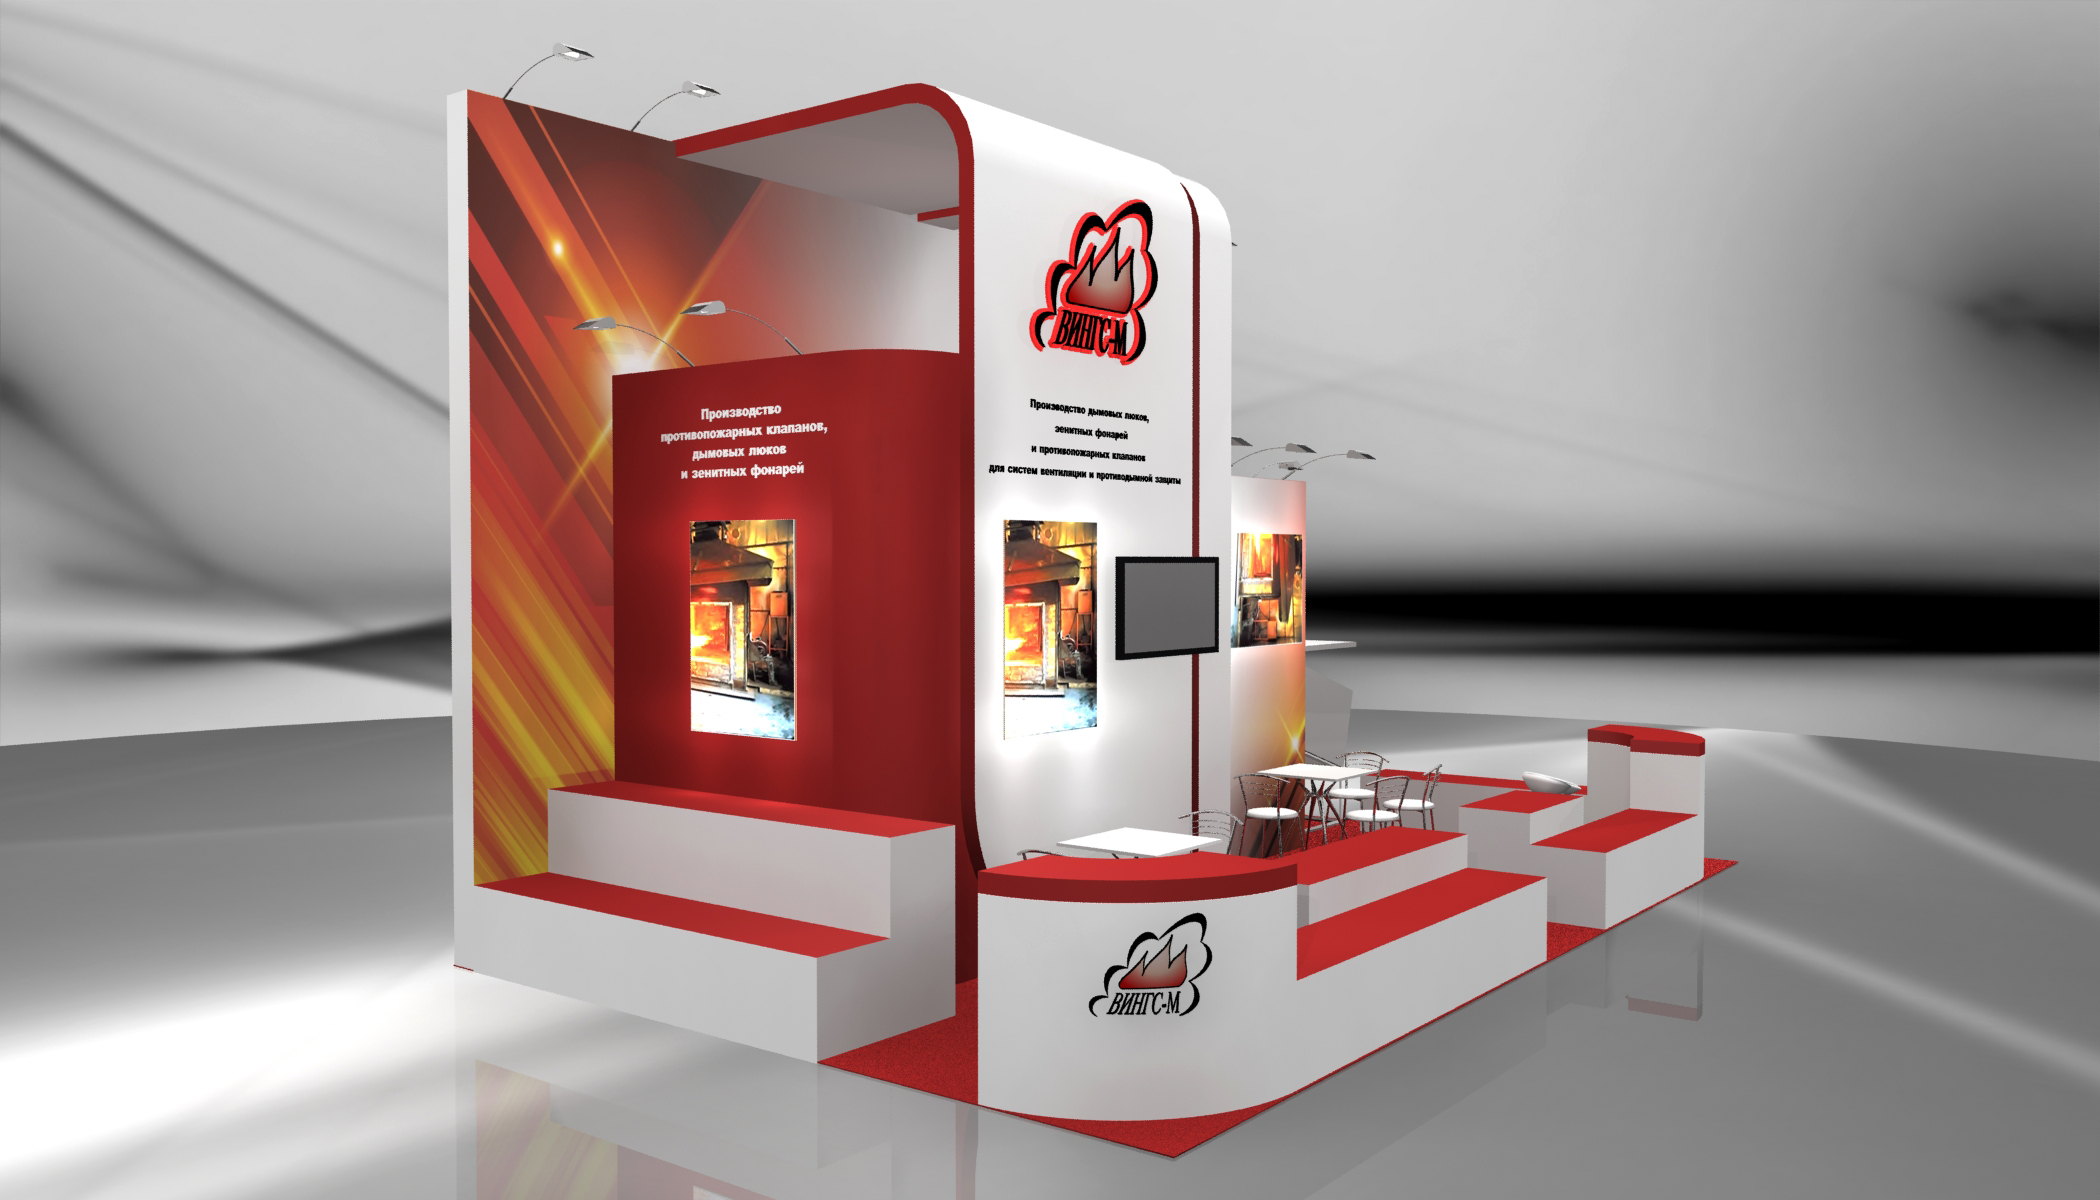 Производство
противопожарных клапанов,
дымовых люков
и зенитных фонарей
ВИНГС-М
Производство дымовых люков,
зенитных фонарей
и противопожарных клапанов
для систем вентиляции и противодымной защиты
ВИНГС-М